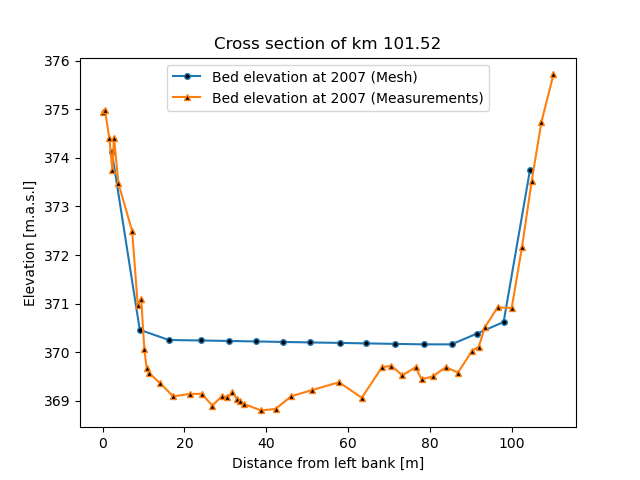 Cross section of km 101.52
Bed elevation at 2007 (Mesh)
Bed elevation at 2007 (Measurements)
Elevation [m.a.s.l]
376
375
374
373
372
371
370
369
0 20 40 60 80 100
Distance from left bank [m]